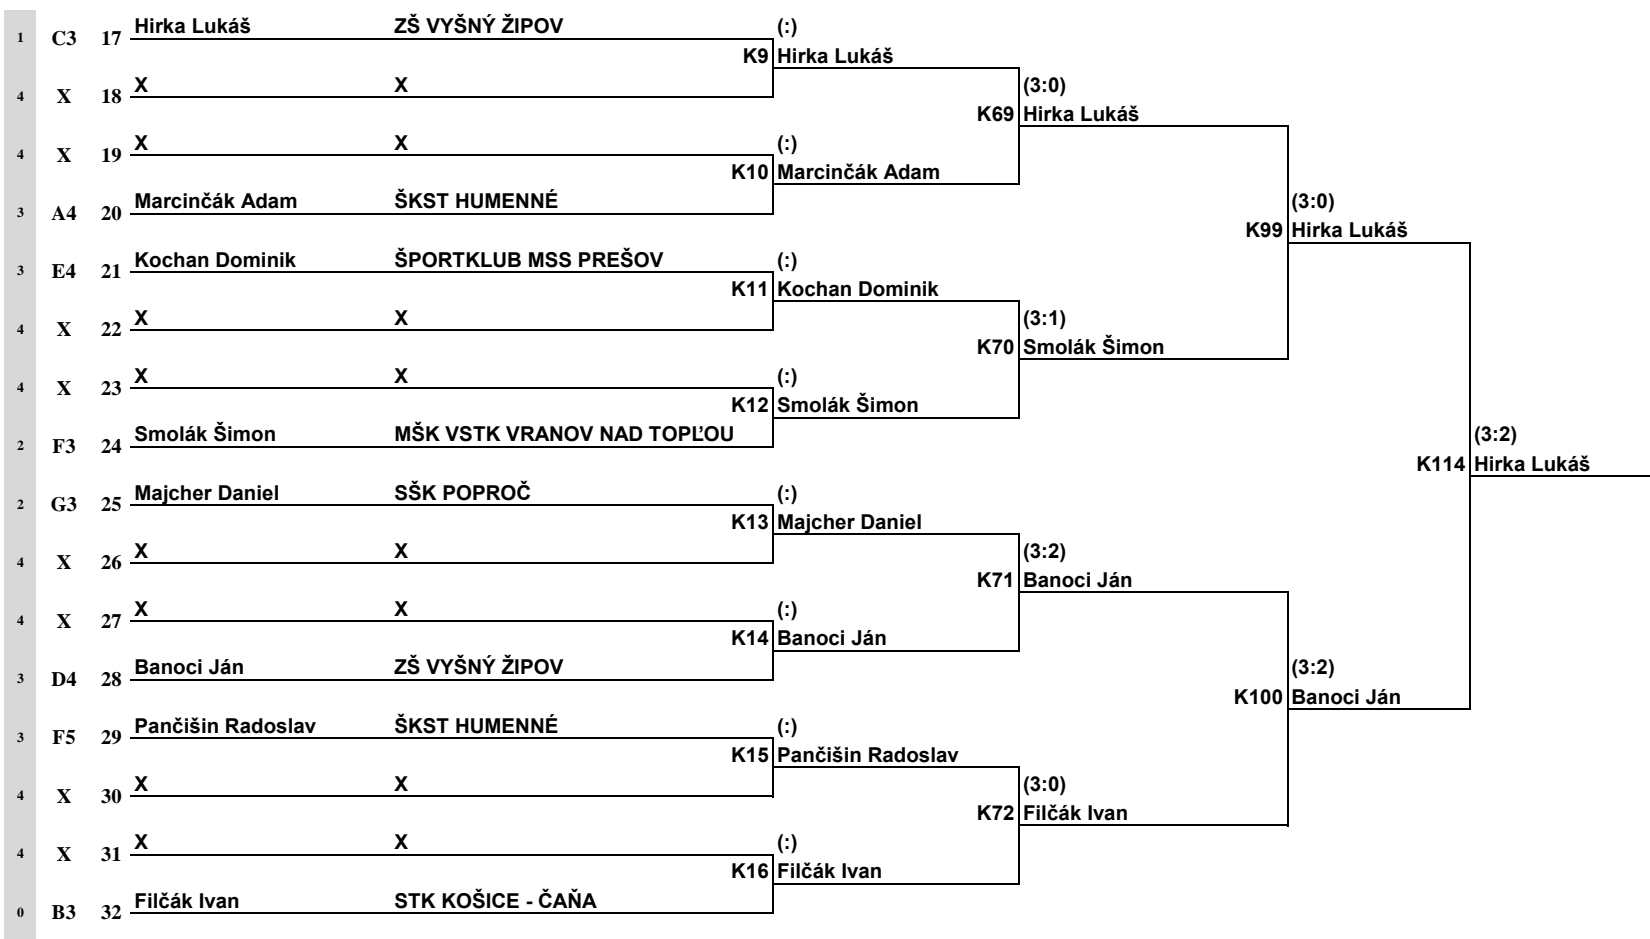 Hirka Lukáš ZŠ VYŠNÝ ŽIPOV (:)
1 C3 17
K9 Hirka Lukáš
X X (3:0)
4 X 18
K69 Hirka Lukáš
X X (:)
4 X 19
K10 Marcinčák Adam
Marcinčák Adam ŠKST HUMENNÉ (3:0)
3 A4 20
K99 Hirka Lukáš
Kochan Dominik ŠPORTKLUB MSS PREŠOV (:)
3 E4 21
K11 Kochan Dominik
X X (3:1)
4 X 22
K70 Smolák Šimon
X X (:)
4 X 23
K12 Smolák Šimon
Smolák Šimon MŠK VSTK VRANOV NAD TOPĽOU (3:2)
2 F3 24
K114 Hirka Lukáš
Majcher Daniel SŠK POPROČ (:)
2 G3 25
K13 Majcher Daniel
X X (3:2)
4 X 26
K71 Banoci Ján
X X (:)
4 X 27
K14 Banoci Ján
Banoci Ján ZŠ VYŠNÝ ŽIPOV (3:2)
3 D4 28
K100 Banoci Ján
Pančišin Radoslav ŠKST HUMENNÉ (:)
3 F5 29
K15 Pančišin Radoslav
X X (3:0)
4 X 30
K72 Filčák Ivan
X X (:)
4 X 31
K16 Filčák Ivan
Filčák Ivan STK KOŠICE - ČAŇA
0 B3 32